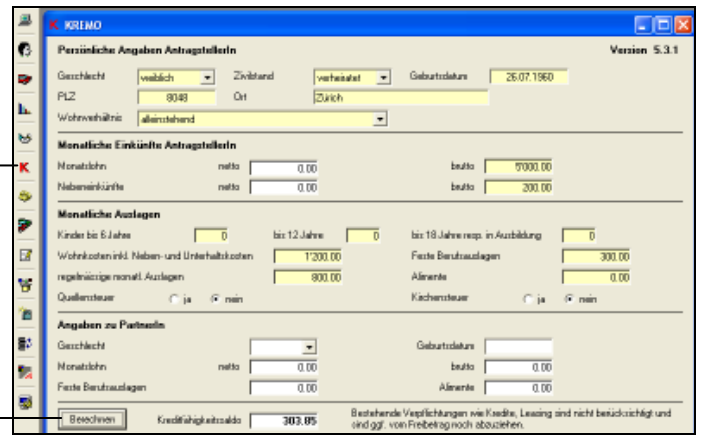 KREMO
Persönliche Angaben AntragstellerIn Version 5.3.1
Geschlecht weiblich Zivilstand verheiratet Geburtsdatum 26.07.1960
PLZ 8048 Ort Zürich
Wohnverhältnis alleinstehend
Monatliche Einkünfte AntragstellerIn
Monatslohn netto 0.00 brutto 5'000.00
Nebeneinkünfte netto 0.00 brutto 200.00
Monatliche Auslagen
Kinder bis 6 Jahre 0 bis 12 Jahre 0 bis 18 Jahre resp. in Ausbildung 0
Wohnkosten inkl. Neben- und Unterhaltskosten 1'200.00 Feste Berufsauslagen 300.00
regelmässige monatl. Auslagen 800.00 Alimente 0.00
Quellensteuer ja nein Kirchensteuer ja nein
Angaben zu PartnerIn
Geschlecht Geburtsdatum
Monatslohn netto 0.00 brutto 0.00
Feste Berufsauslagen 0.00 Alimente 0.00
Berechnen Kreditfähigkeitssaldo 303.85 Bestehende Verpflichtungen wie Kredite, Leasing sind nicht berücksichtigt und
sind ggf. vom Freibetrag noch abzuziehen.